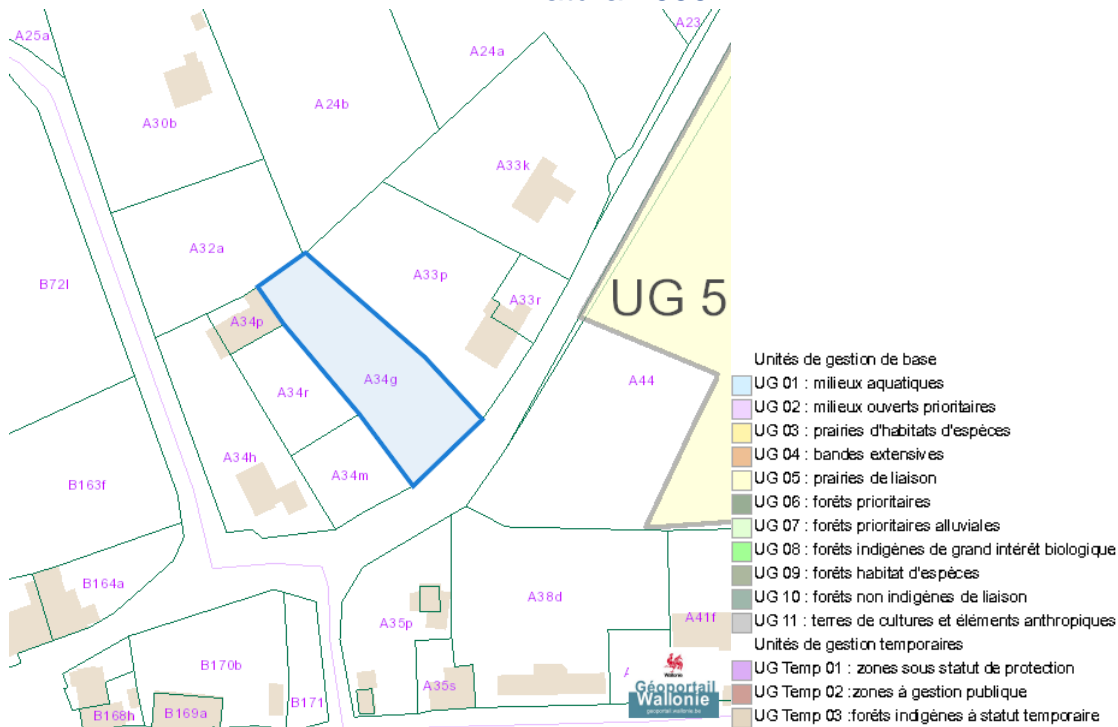 A25a
A23
A24a
A24b
A30b
A33k
A32a
A33p
B72l
A33r
UG 5
A34p
A34g
A44
A34r
A34h
A34m
B163f
B164a
A38d
A35p
A41f
B170b
A35s
B171
B168h
B169a
Wallonie
Géoportail
Wallonie
geoportail.wallonie.be
Unités de gestion de base
UG 01 : milieux aquatiques
UG 02 : milieux ouverts prioritaires
UG 03 : prairies d'habitats d'espèces
UG 04 : bandes extensives
UG 05 : prairies de liaison
UG 06 : forêts prioritaires
UG 07 : forêts prioritaires alluviales
UG 08 : forêts indigènes de grand intérêt biologique
UG 09 : forêts habitat d'espèces
UG 10 : forêts non indigènes de liaison
UG 11 : terres de cultures et éléments anthropiques
Unités de gestion temporaires
UG Temp 01 : zones sous statut de protection
UG Temp 02 :zones à gestion publique
UG Temp 03 :forêts indigènes à statut temporaire